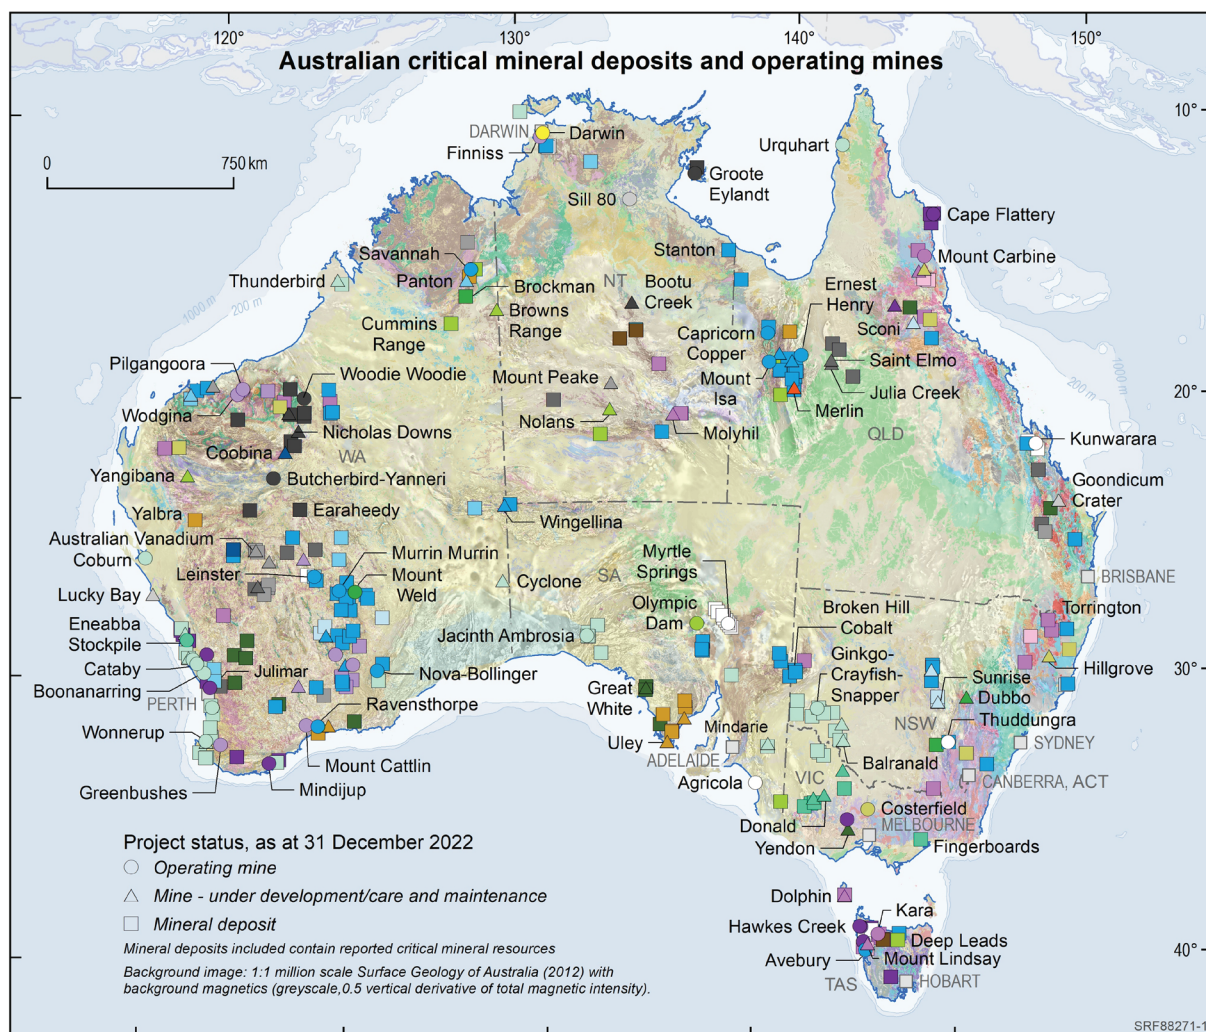 120°
130°
140°
150°
Australian critical mineral deposits and operating mines
10°
0
750 km
DARWIN
Darwin
Finniss
Urquhart
Groote
Eylandt
Sill 80
Cape Flattery
Savannah
Stanton
Mount Carbine
Thunderbird
Panton
NT
Bootu
Creek
Ernest
Henry
Brockman
1000 m
200 m
Browns
Range
Cummins
Range
Capricorn
Copper
Sconi
Pilgangoora
Woodie Woodie
Saint Elmo
Mount Peake
Mount
Isa
Julia Creek
1000 m
200 m
20°
Wodgina
Merlin
Nolans
Molyhil
Nicholas Downs
QLD
Kunwarara
Coobina
WA
Yangibana
Butcherbird-Yanneri
Goondicum
Crater
Yalbra
Earaheedy
Wingellina
Australian Vanadium
Murrin Murrin
Myrtle
Springs
Coburn
Leinster
Mount
Weld
Cyclone
SA
BRISBANE
Lucky Bay
Olympic
Dam
Broken Hill
Cobalt
Torrington
Eneabba
Stockpile
Jacinth Ambrosia
Ginkgo-
Crayfish-
Snapper
Cataby
Julimar
Nova-Bollinger
Hillgrove
30°
Boonanarring
Great
White
Sunrise
Dubbo
PERTH
Ravensthorpe
NSW
Thuddungra
Wonnerup
Mindarie
Uley
SYDNEY
ADELAIDE
Balranald
Mount Cattlin
VIC
Agricola
CANBERRA, ACT
Greenbushes
Mindijup
Costerfield
Donald
MELBOURNE
Yendon
Fingerboards
Project status, as at 31 December 2022
Operating mine
Mine - under development/care and maintenance
Mineral deposit
Mineral deposits included contain reported critical mineral resources
Background image: 1:1 million scale Surface Geology of Australia (2012) with
background magnetics (greyscale,0.5 vertical derivative of total magnetic intensity).
Dolphin
Kara
Hawkes Creek
Deep Leads
Avebury
Mount Lindsay
40°
TAS
HOBART
SRF88271-1